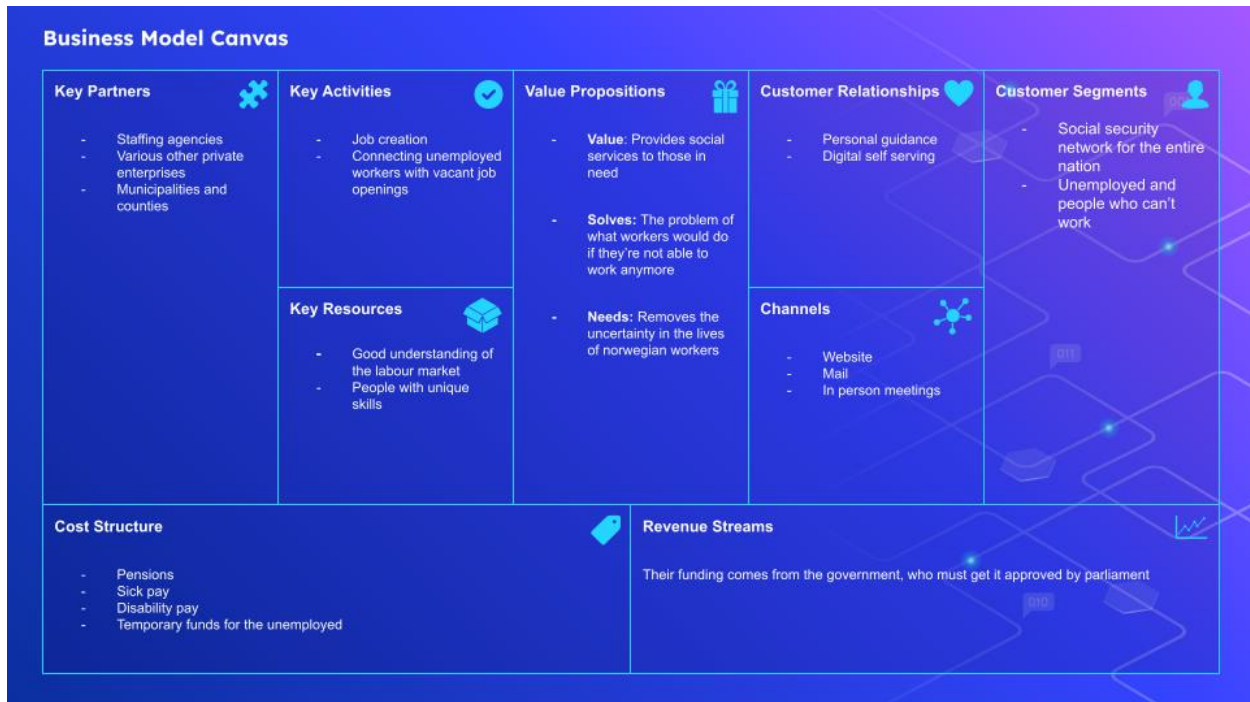 Business Model Canvas
Key Partners
- Staffing agencies
- Various other private
enterprises
- Municipalities and
counties
Key Activities
- Job creation
- Connecting unemployed
workers with vacant job
openings
Key Resources
- Good understanding of
the labour market
- People with unique
skills
Value Propositions
- Value: Provides social
services to those in
need
- Solves: The problem of
what workers would do
if they're not able to
work anymore
- Needs: Removes the
uncertainty in the lives
of norwegian workers
Customer Relationships
- Personal guidance
- Digital self serving
Channels
- Website
- Mail
- In person meetings
Customer Segments
- Social security
network for the entire
nation
- Unemployed and
people who can't
work
011
Cost Structure
- Pensions
- Sick pay
- Disability pay
- Temporary funds for the unemployed
Revenue Streams
Their funding comes from the government, who must get it approved by parliament
010